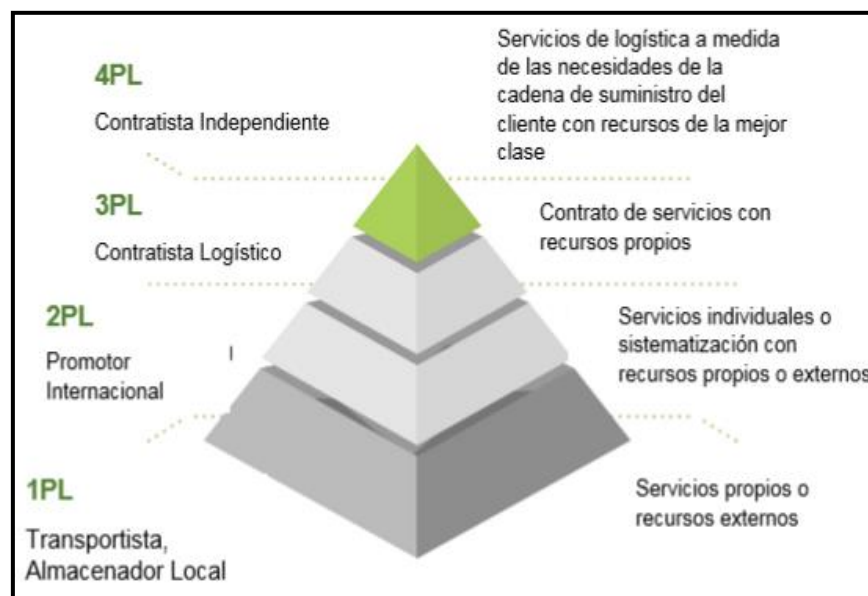 4PL
Contratista Independiente
Servicios de logística a medida
de las necesidades de la
cadena de suministro del
cliente con recursos de la mejor
clase
3PL
Contratista Logístico
Contrato de servicios con
recursos propios
2PL
Promotor
Internacional
Servicios individuales o
sistematización con
recursos propios o externos
1PL
Transportista,
Almacenador Local
Servicios propios o
recursos externos